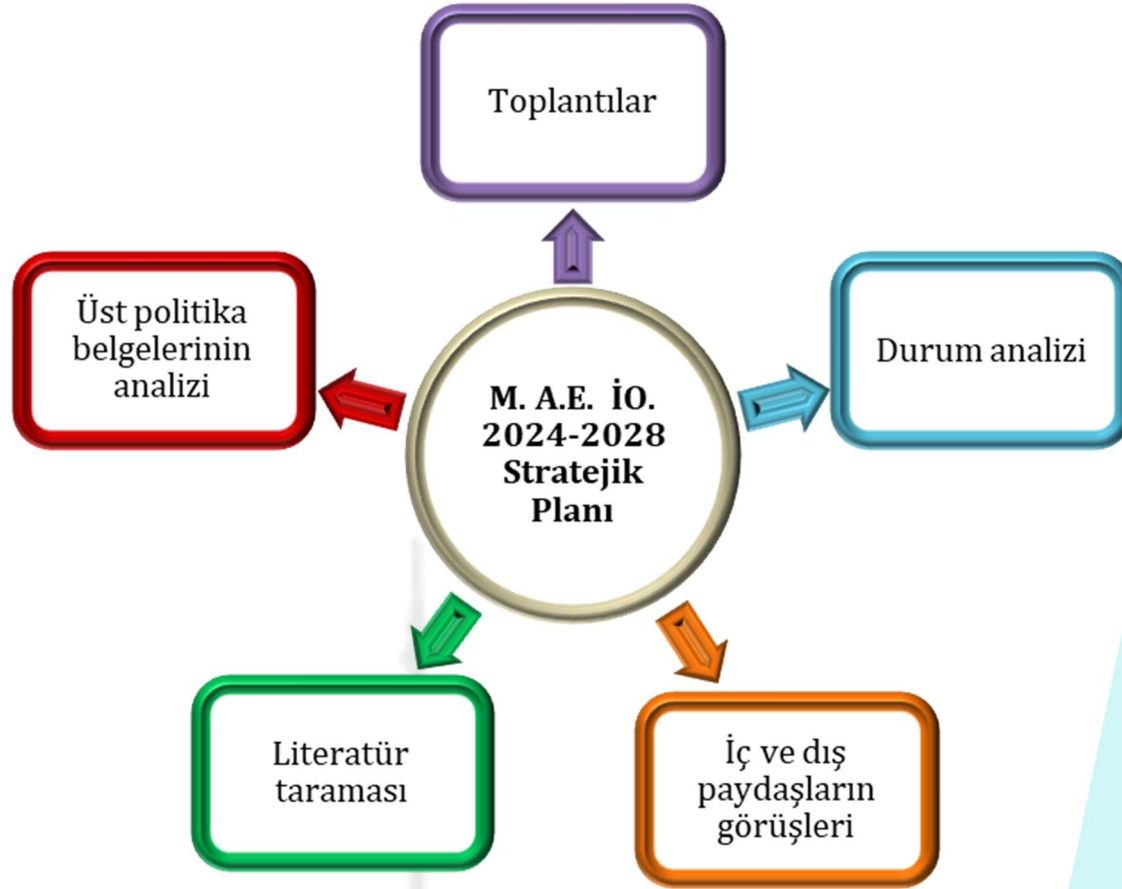 Toplantılar
Üst politika
belgelerinin
analizi
Durum analizi
M. A.E. İO.
2024-2028
Stratejik
Planı
Literatür
taraması
İç ve dış
paydaşların
görüşleri